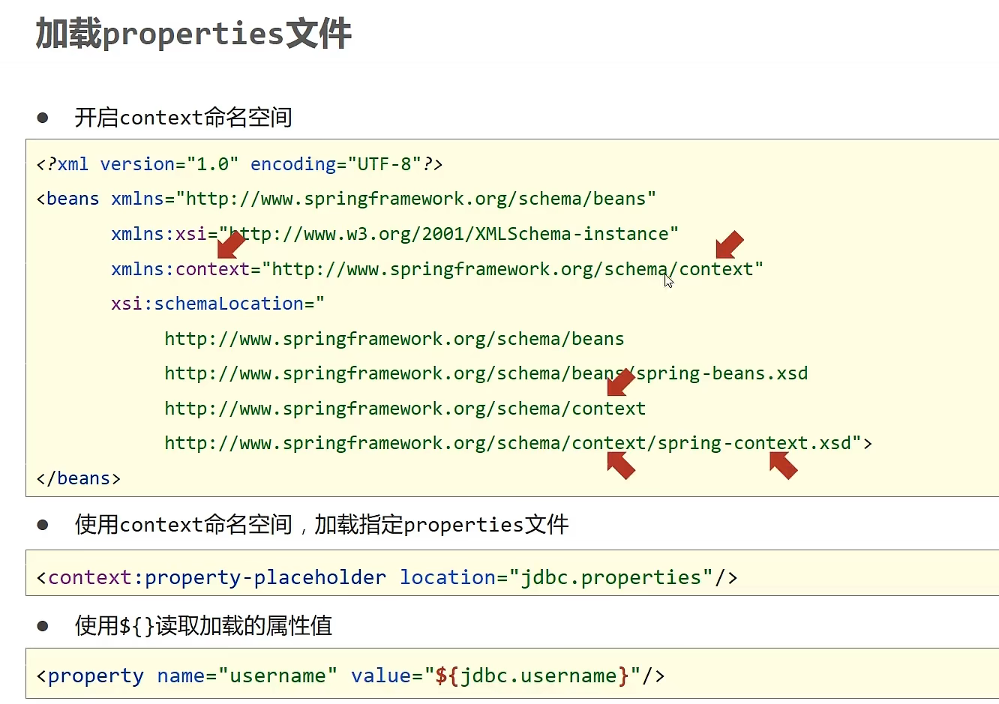 加载properties文件
● 开启context命名空间
<?xml version="1.0" encoding="UTF-8"?>
<beans xmlns="http://www.springframework.org/schema/beans"
xmlns:xsi="http://www.w3.org/2001/XMLSchema-instance"
xmlns:context="http://www.springframework.org/schema/context"
xsi:schemaLocation="
http://www.springframework.org/schema/beans
http://www.springframework.org/schema/beans/spring-beans.xsd
http://www.springframework.org/schema/context
http://www.springframework.org/schema/context/spring-context.xsd">
</beans>
● 使用context命名空间，加载指定properties文件
<context:property-placeholder location="jdbc.properties"/>
● 使用${}读取加载的属性值
<property name="username" value="${jdbc.username}"/>